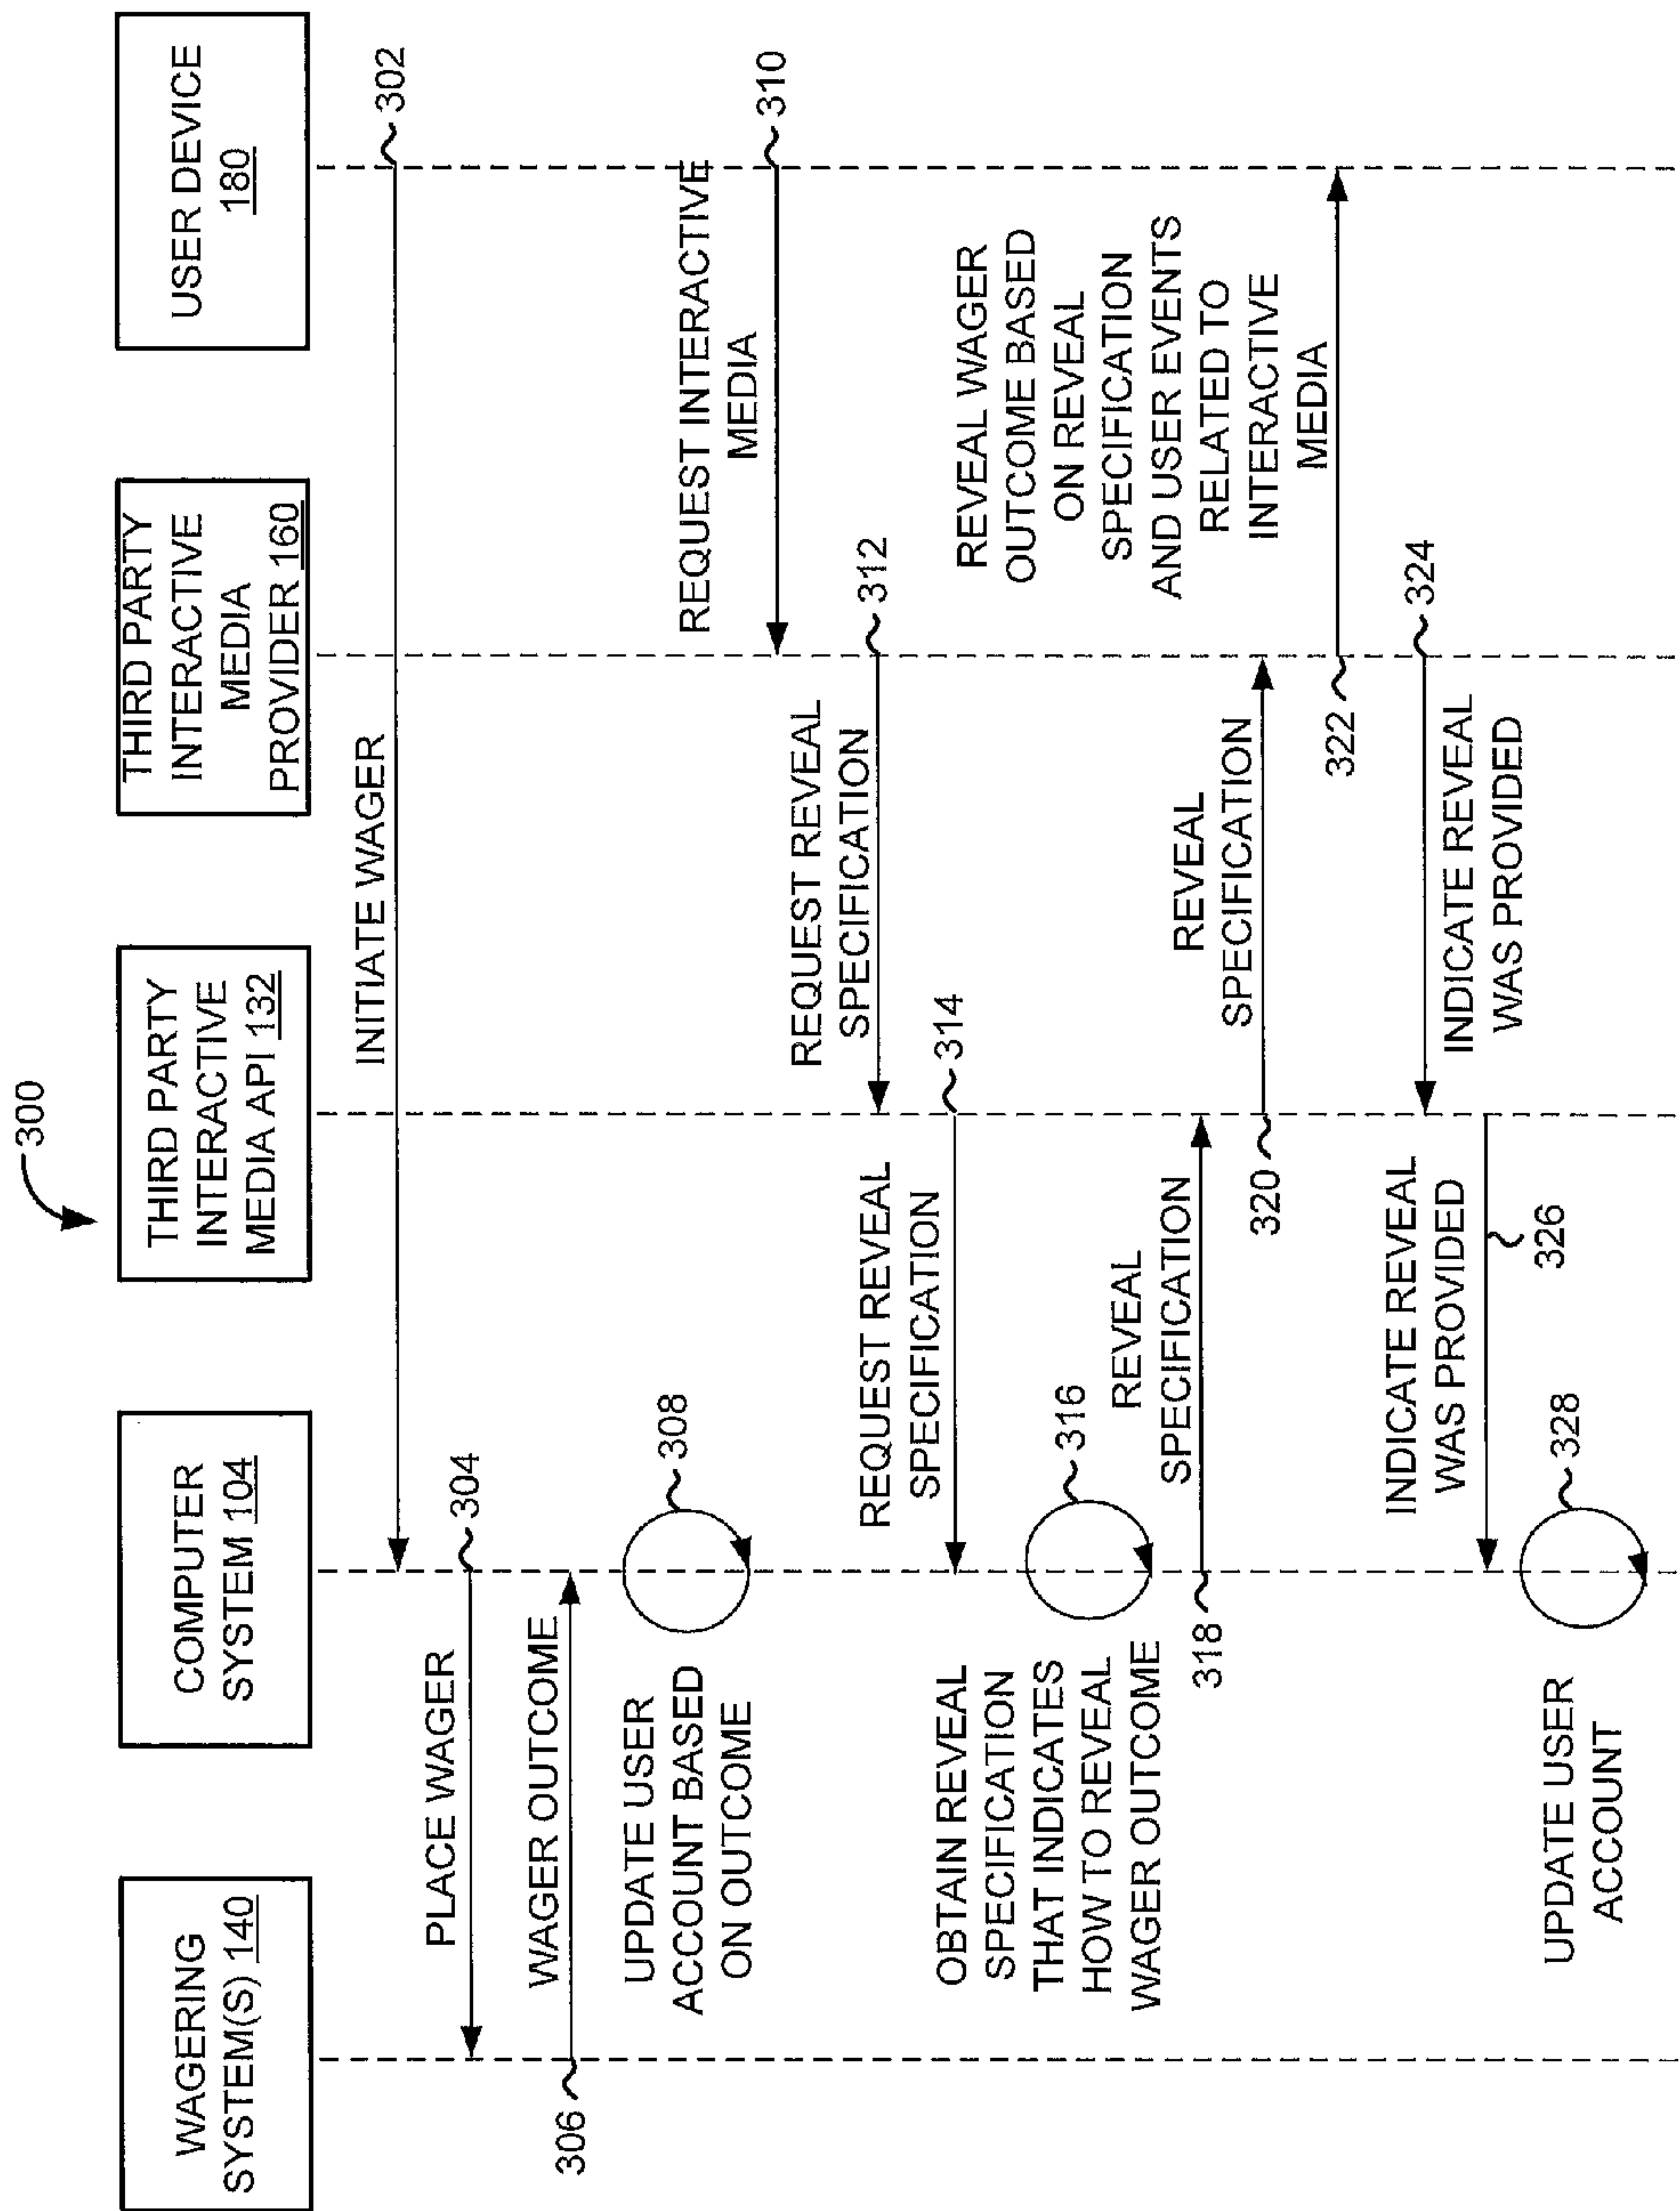 300
WAGERING
SYSTEM(S) 140
COMPUTER
SYSTEM 104
THIRD PARTY
INTERACTIVE
MEDIA API 132
THIRD PARTY
INTERACTIVE
MEDIA
PROVIDER 160
USER DEVICE
180
INITIATE WAGER
302
PLACE WAGER
304
WAGER OUTCOME
306
UPDATE USER
ACCOUNT BASED
ON OUTCOME
308
REQUEST INTERACTIVE
MEDIA
310
REQUEST REVEAL
SPECIFICATION
312
REQUEST REVEAL
SPECIFICATION
314
OBTAIN REVEAL
SPECIFICATION
THAT INDICATES
HOW TO REVEAL
WAGER OUTCOME
316
REVEAL
SPECIFICATION
318
REVEAL
SPECIFICATION
320
REVEAL WAGER
OUTCOME BASED
ON REVEAL
SPECIFICATION
AND USER EVENTS
RELATED TO
INTERACTIVE
MEDIA
322
INDICATE REVEAL
WAS PROVIDED
324
INDICATE REVEAL
WAS PROVIDED
326
UPDATE USER
ACCOUNT
328